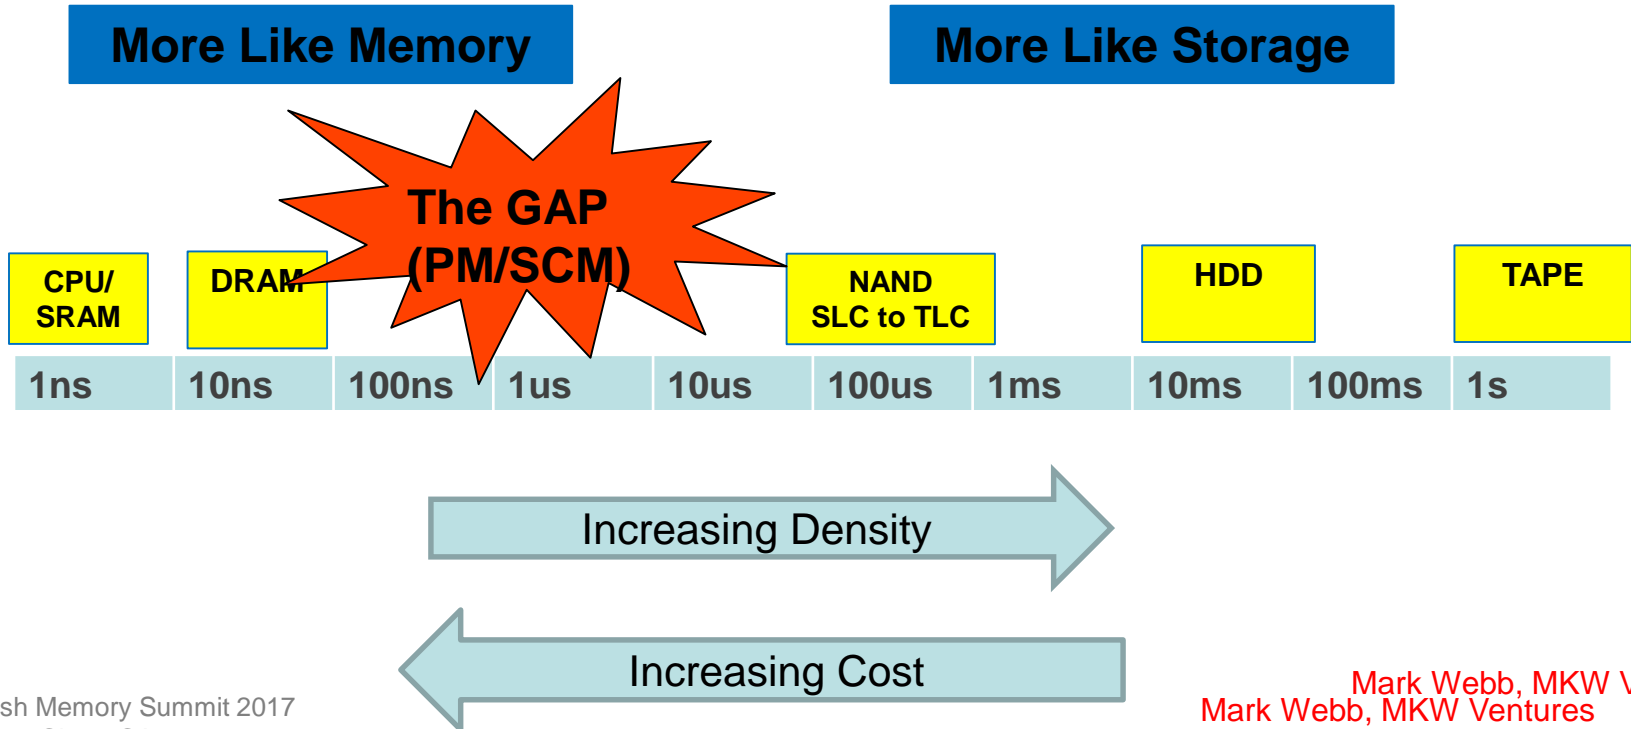 More Like Memory
More Like Storage
The GAP
(PM/SCM)
CPU/
SRAM
DRAM
NAND
SLC to TLC
HDD
TAPE
1ns 10ns 100ns 1us 10us 100us 1ms 10ms 100ms 1s
Increasing Density
Increasing Cost
Mark Webb, MKW V
sh Memory Summit 2017
Mark Webb, MKW Ventures